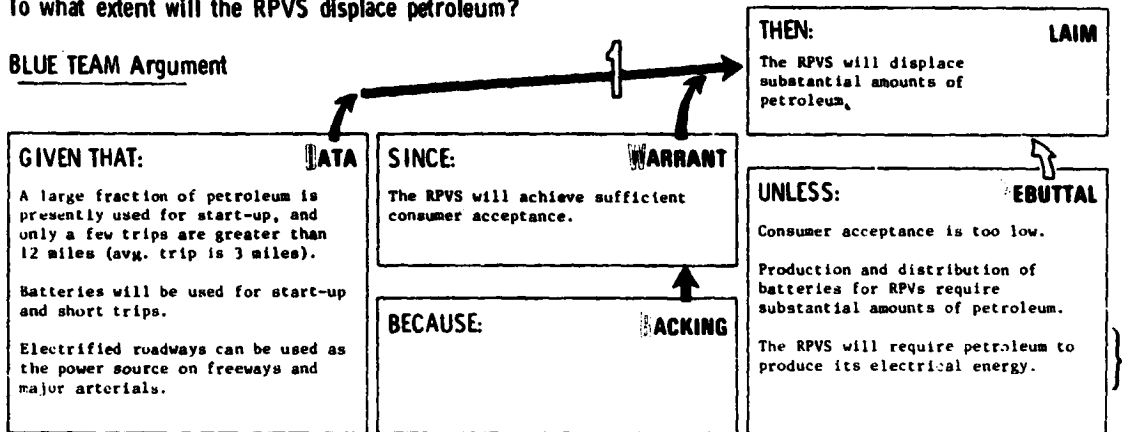 To what extent will the RPVS displace petroleum?
BLUE TEAM Argument
THEN: LAIM
The RPVS will displace
substantial amounts of
petroleum.
GIVEN THAT: DATA
A large fraction of petroleum is
presently used for start-up, and
only a few trips are greater than
12 miles (avg. trip is 3 miles).
Batteries will be used for start-up
and short trips.
Electrified roadways can be used as
the power source on freeways and
major arterials.
SINCE: WARRANT
The RPVS will achieve sufficient
consumer acceptance.
BECAUSE: BACKING
UNLESS: EBUTTAL
Consumer acceptance is too low.
Production and distribution of
batteries for RPVs require
substantial amounts of petroleum.
The RPVS will require petroleum to
produce its electrical energy.